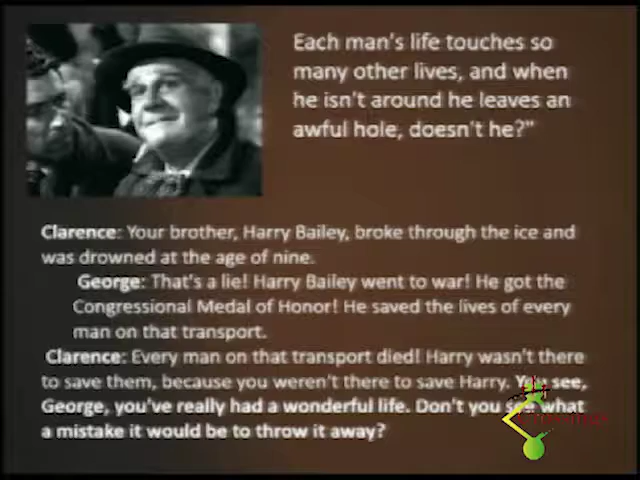 Each man's life touches so
many other lives, and when
he isn't around he leaves an
awful hole, doesn't he?"
Clarence: Your brother, Harry Bailey, broke through the ice and
was drowned at the age of nine.
George: That's a lie! Harry Bailey went to war! He got the
Congressional Medal of Honor! He saved the lives of every
man on that transport.
Clarence: Every man on that transport died! Harry wasn't there
to save them, because you weren't there to save Harry. You see,
George, you've really had a wonderful life. Don't you see what
a mistake it would be to throw it away?